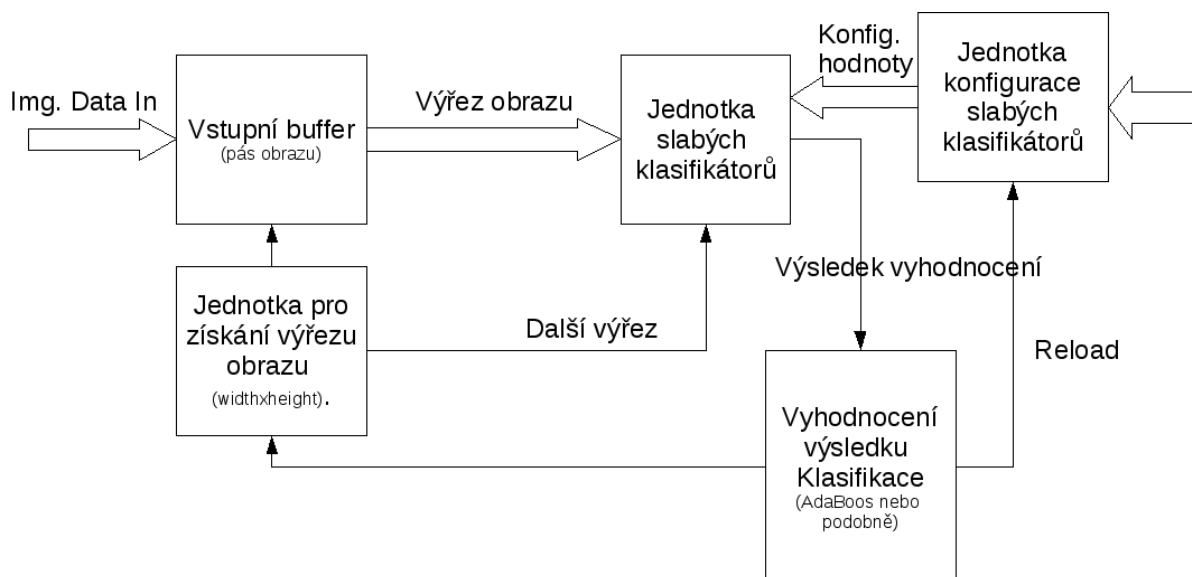 Img. Data In
Vstupní buffer
(pás obrazu)
Výřez obrazu
Jednotka
slabých
klasifikátorů
Konfig.
hodnoty
Jednotka
konfigurace
slabých
klasifikátorů
Jednotka pro
získání výřezu
obrazu
(widthxheight).
Další výřez
Výsledek vyhodnocení
Reload
Vyhodnocení
výsledku
Klasifikace
(AdaBoos nebo
podobně)